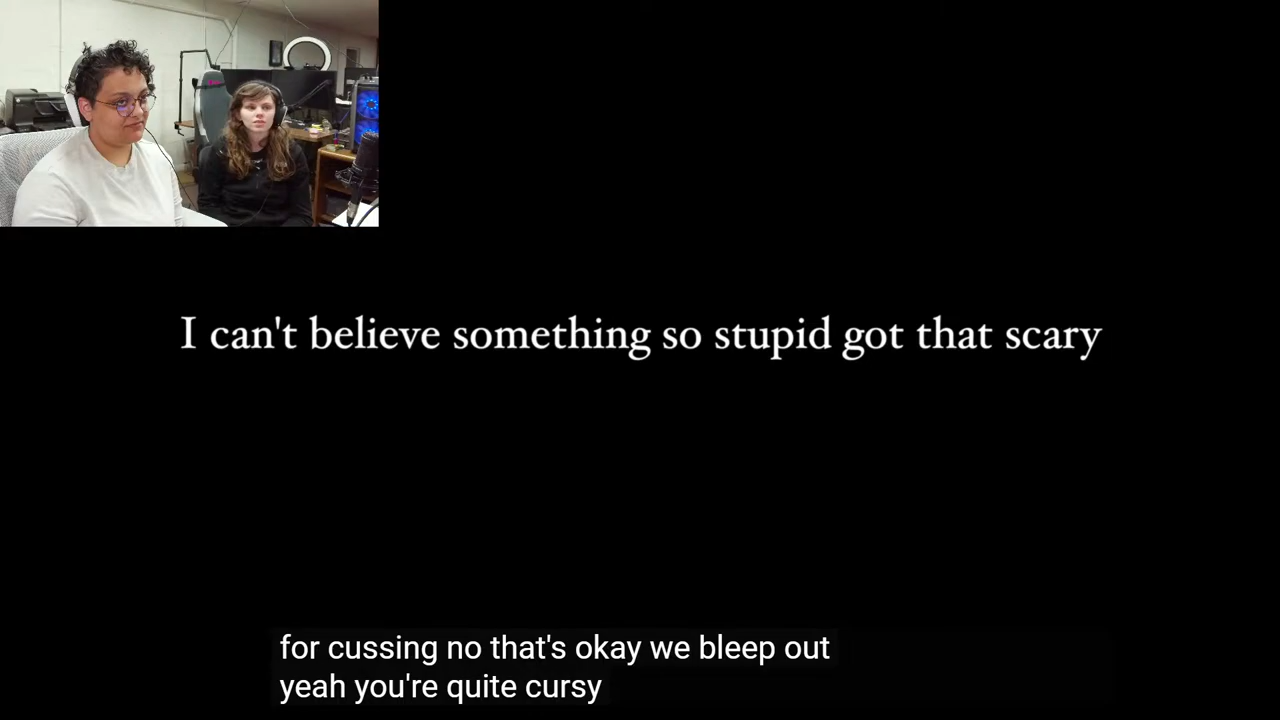 I can't believe something so stupid got that scary
for cussing no that's okay we bleep out
yeah you're quite cursy